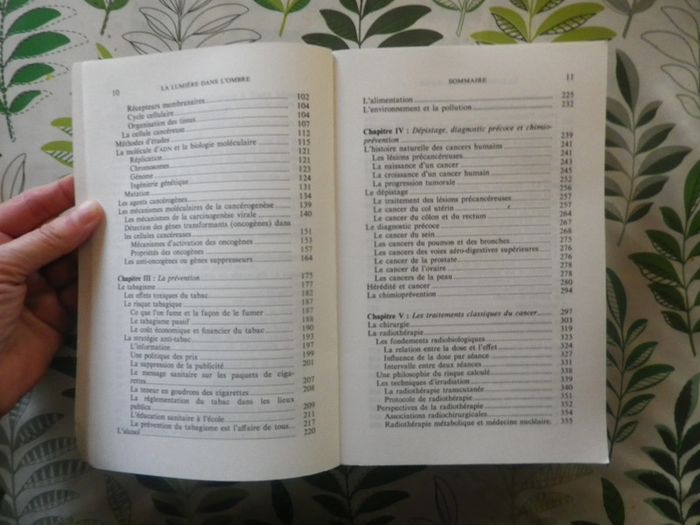 10 LA LUMIÈRE DANS L'OMBRE
Récepteurs membranaires 102
Cycle cellulaire 104
Organisation des tissus 104
La cellule cancéreuse 107
Méthodes d'études 112
La molécule d'ADN et la biologie moléculaire 115
Réplication 121
Chromosomes 121
Génome 123
Ingénierie génétique 124
Mutation 131
Les agents cancérigènes 134
Les mécanismes moléculaires de la cancérogenèse 139
Les mécanismes de la carcinogenèse virale 140
Détection des gènes transformants (oncogènes) dans
les cellules cancéreuses 151
Mécanismes d'activation des oncogènes 153
Propriétés des oncogènes 157
Les anti-oncogènes ou gènes suppresseurs 164
Chapitre III : La prévention 175
Le tabagisme 177
Les effets toxiques du tabac 182
Le risque tabagique 187
Ce que l'on fume et la façon de le fumer 187
Le tabagisme passif 188
Le coût économique et financier du tabac 190
La stratégie anti-tabac 193
L'information 197
Une politique des prix 199
La suppression de la publicité 201
Le message sanitaire sur les paquets de ciga-
rettes 207
La teneur en goudrons des cigarettes 208
La réglementation du tabac dans les lieux
publics 209
L'éducation sanitaire à l'école 211
La prévention du tabagisme est l'affaire de tous 217
L'alcool 220
SOMMAIRE 11
L'alimentation 225
L'environnement et la pollution 232
Chapitre IV : Dépistage, diagnostic précoce et chimio-
prévention 239
L'histoire naturelle des cancers humains 241
Les lésions précancéreuses 241
La naissance d'un cancer 243
La croissance d'un cancer humain 245
La progression tumorale 252
Le dépistage 256
Le traitement des lésions précancéreuses 257
Le cancer du col utérin 257
Le cancer du côlon et du rectum 264
Le diagnostic précoce 267
Le cancer du sein 268
Les cancers du poumon et des bronches 275
Les cancers des voies aéro-digestives supérieures 276
Le cancer de la prostate 276
Le cancer de l'ovaire 278
Les cancers de la peau 278
Hérédité et cancer 280
La chimioprévention 294
Chapitre V : Les traitements classiques du cancer 297
La chirurgie 303
La radiothérapie 319
Les fondements radiobiologiques 323
La relation entre la dose et l'effet 324
Influence de la dose par séance 327
Intervalle entre deux séances 331
Une philosophie du risque calculé 338
Les techniques d'irradiation 339
La radiothérapie transcutanée 340
Protocole de radiothérapie 351
Perspectives de la radiothérapie 352
Associations radiochirurgicales 354
Radiothérapie métabolique et médecine nucléaire 355